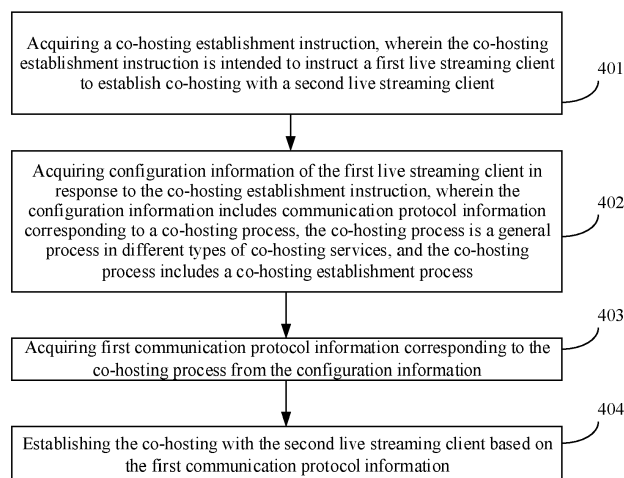 Acquiring a co-hosting establishment instruction, wherein the co-hosting
establishment instruction is intended to instruct a first live streaming client
to establish co-hosting with a second live streaming client
401
Acquiring configuration information of the first live streaming client in
response to the co-hosting establishment instruction, wherein the
configuration information includes communication protocol information
corresponding to a co-hosting process, the co-hosting process is a general
process in different types of co-hosting services, and the co-hosting
process includes a co-hosting establishment process
402
Acquiring first communication protocol information corresponding to the
co-hosting process from the configuration information
403
Establishing the co-hosting with the second live streaming client based on
the first communication protocol information
404